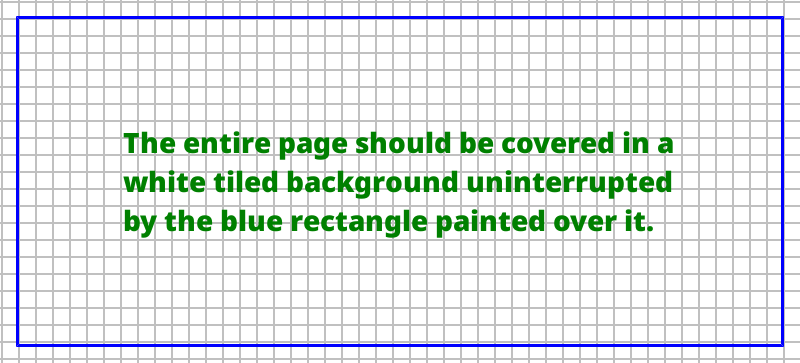 The entire page should be covered in a
white tiled background uninterrupted
by the blue rectangle painted over it.